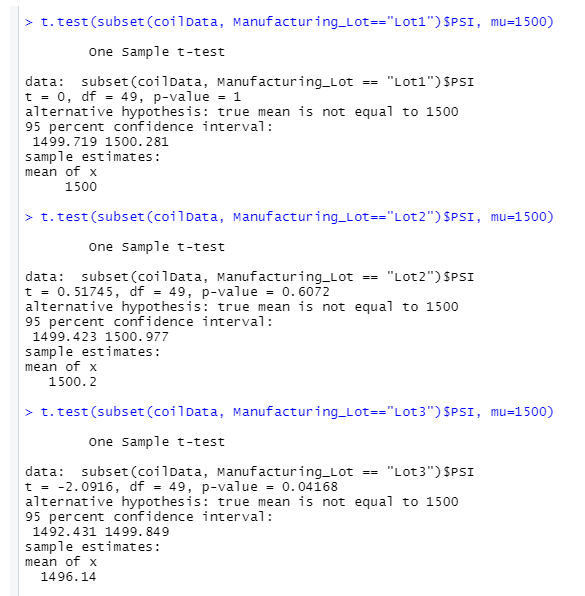 > t.test(subset(coilData, Manufacturing_Lot=="Lot1")$PSI, mu=1500)
One Sample t-test
data:  subset(coilData, Manufacturing_Lot == "Lot1")$PSI
t = 0, df = 49, p-value = 1
alternative hypothesis: true mean is not equal to 1500
95 percent confidence interval:
1499.719 1500.281
sample estimates:
mean of x
1500
> t.test(subset(coilData, Manufacturing_Lot=="Lot2")$PSI, mu=1500)
One Sample t-test
data:  subset(coilData, Manufacturing_Lot == "Lot2")$PSI
t = 0.51745, df = 49, p-value = 0.6072
alternative hypothesis: true mean is not equal to 1500
95 percent confidence interval:
1499.423 1500.977
sample estimates:
mean of x
1500.2
> t.test(subset(coilData, Manufacturing_Lot=="Lot3")$PSI, mu=1500)
One Sample t-test
data:  subset(coilData, Manufacturing_Lot == "Lot3")$PSI
t = -2.0916, df = 49, p-value = 0.04168
alternative hypothesis: true mean is not equal to 1500
95 percent confidence interval:
1492.431 1499.849
sample estimates:
mean of x
1496.14